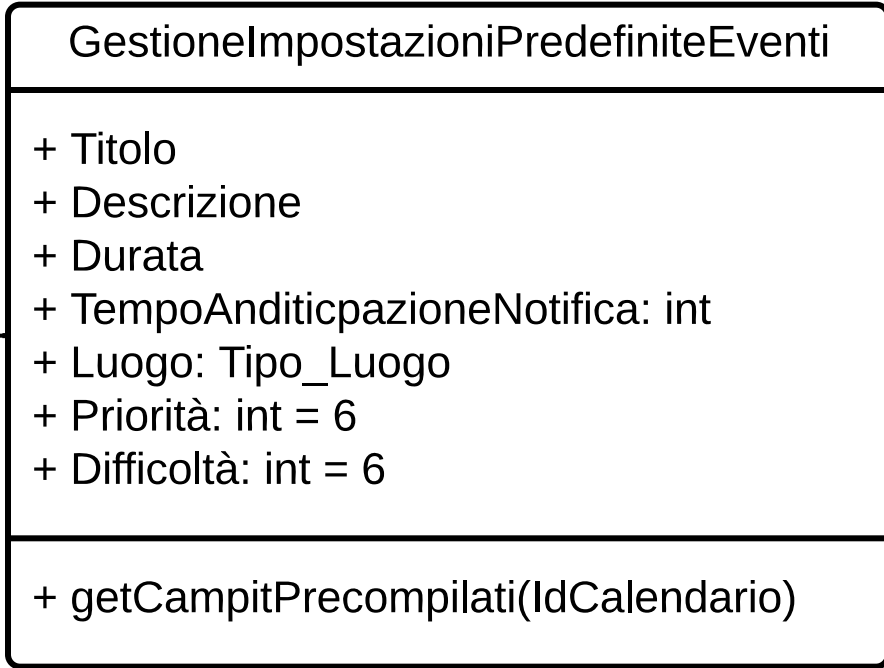 GestioneImpostazioniPredefiniteEventi
+ Titolo
+ Descrizione
+ Durata
+ TempoAnditicpazioneNotifica: int
+ Luogo: Tipo_Luogo
+ Priorità: int = 6
+ Difficoltà: int = 6
+ getCampitPrecompilati(IdCalendario)